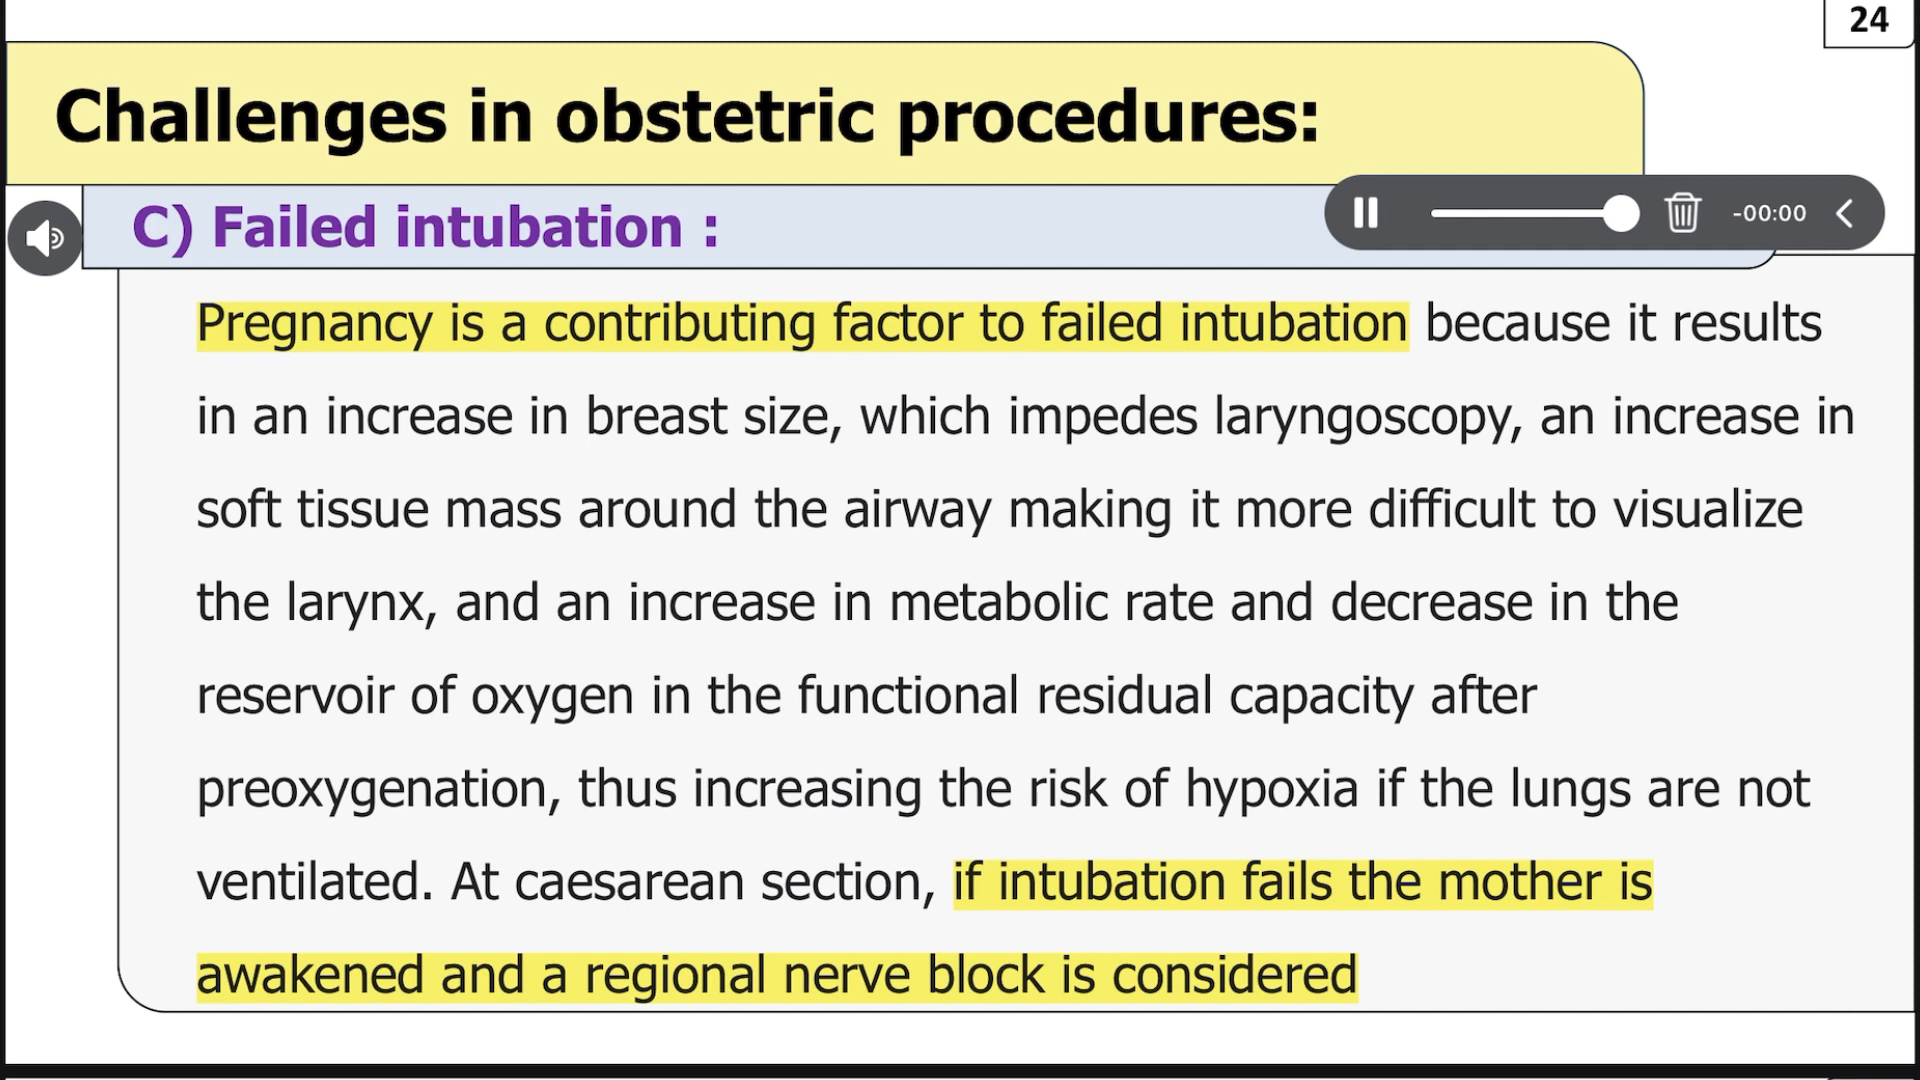 24
Challenges in obstetric procedures:
C) Failed intubation :
-00:00
Pregnancy is a contributing factor to failed intubation because it results
in an increase in breast size, which impedes laryngoscopy, an increase in
soft tissue mass around the airway making it more difficult to visualize
the larynx, and an increase in metabolic rate and decrease in the
reservoir of oxygen in the functional residual capacity after
preoxygenation, thus increasing the risk of hypoxia if the lungs are not
ventilated. At caesarean section, if intubation fails the mother is
awakened and a regional nerve block is considered